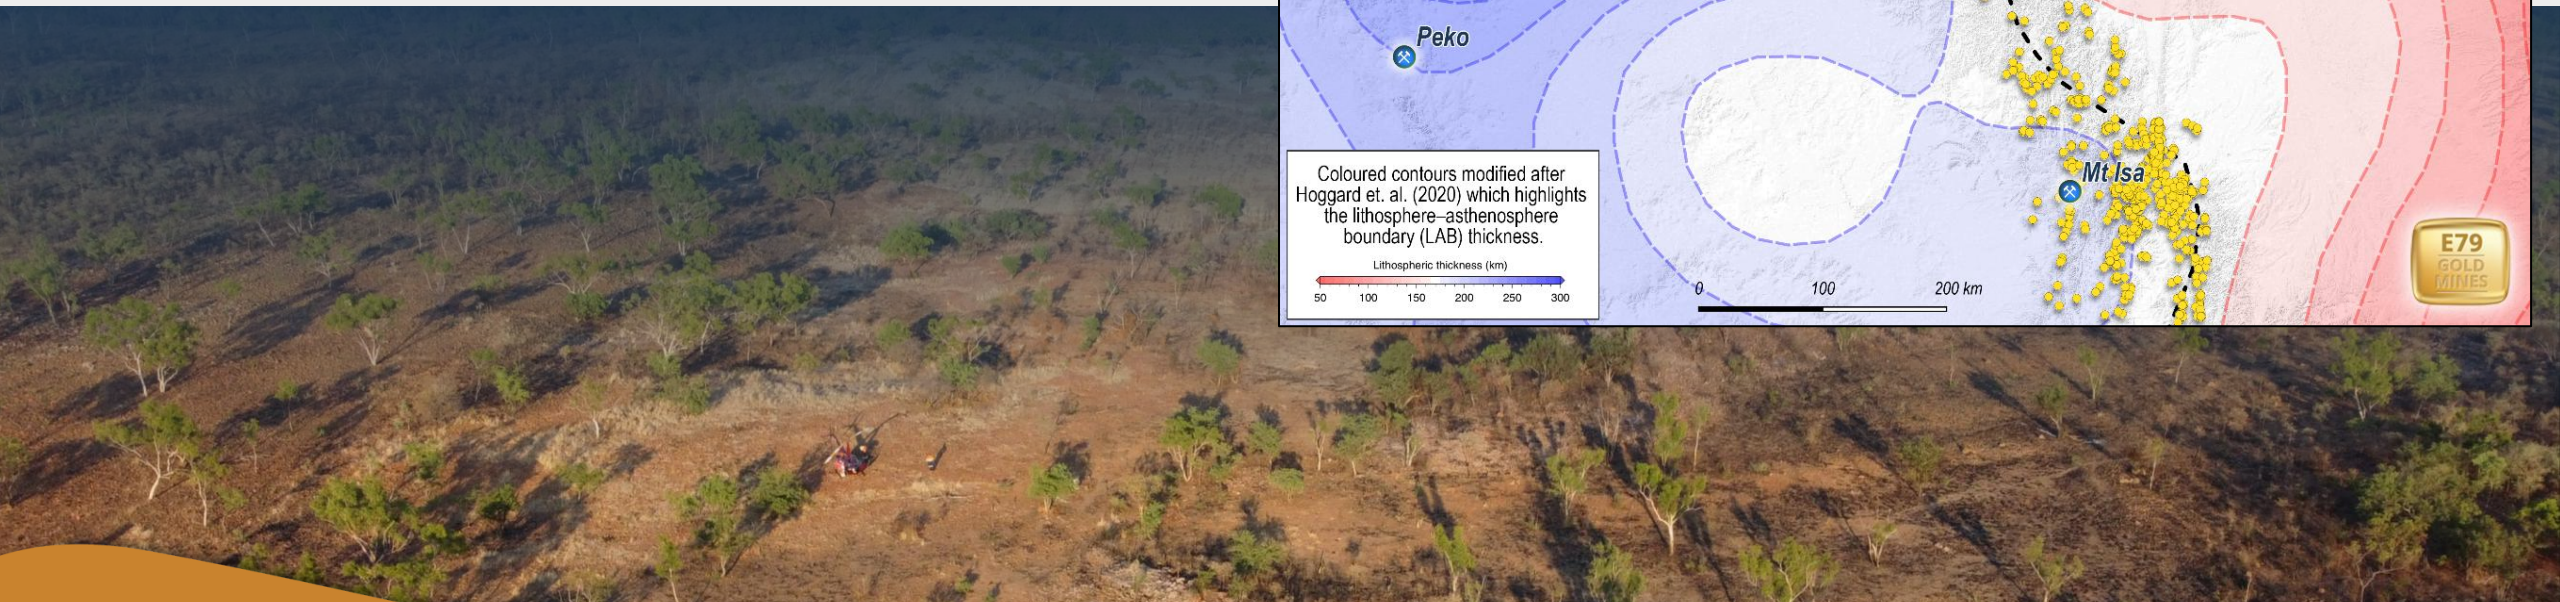 Peko
Mt Isa
Coloured contours modified after
Hoggard et. al. (2020) which highlights
the lithosphere–asthenosphere
boundary (LAB) thickness.
Lithospheric thickness (km)
50 100 150 200 250 300
0 100 200 km
E79
GOLD
MINES